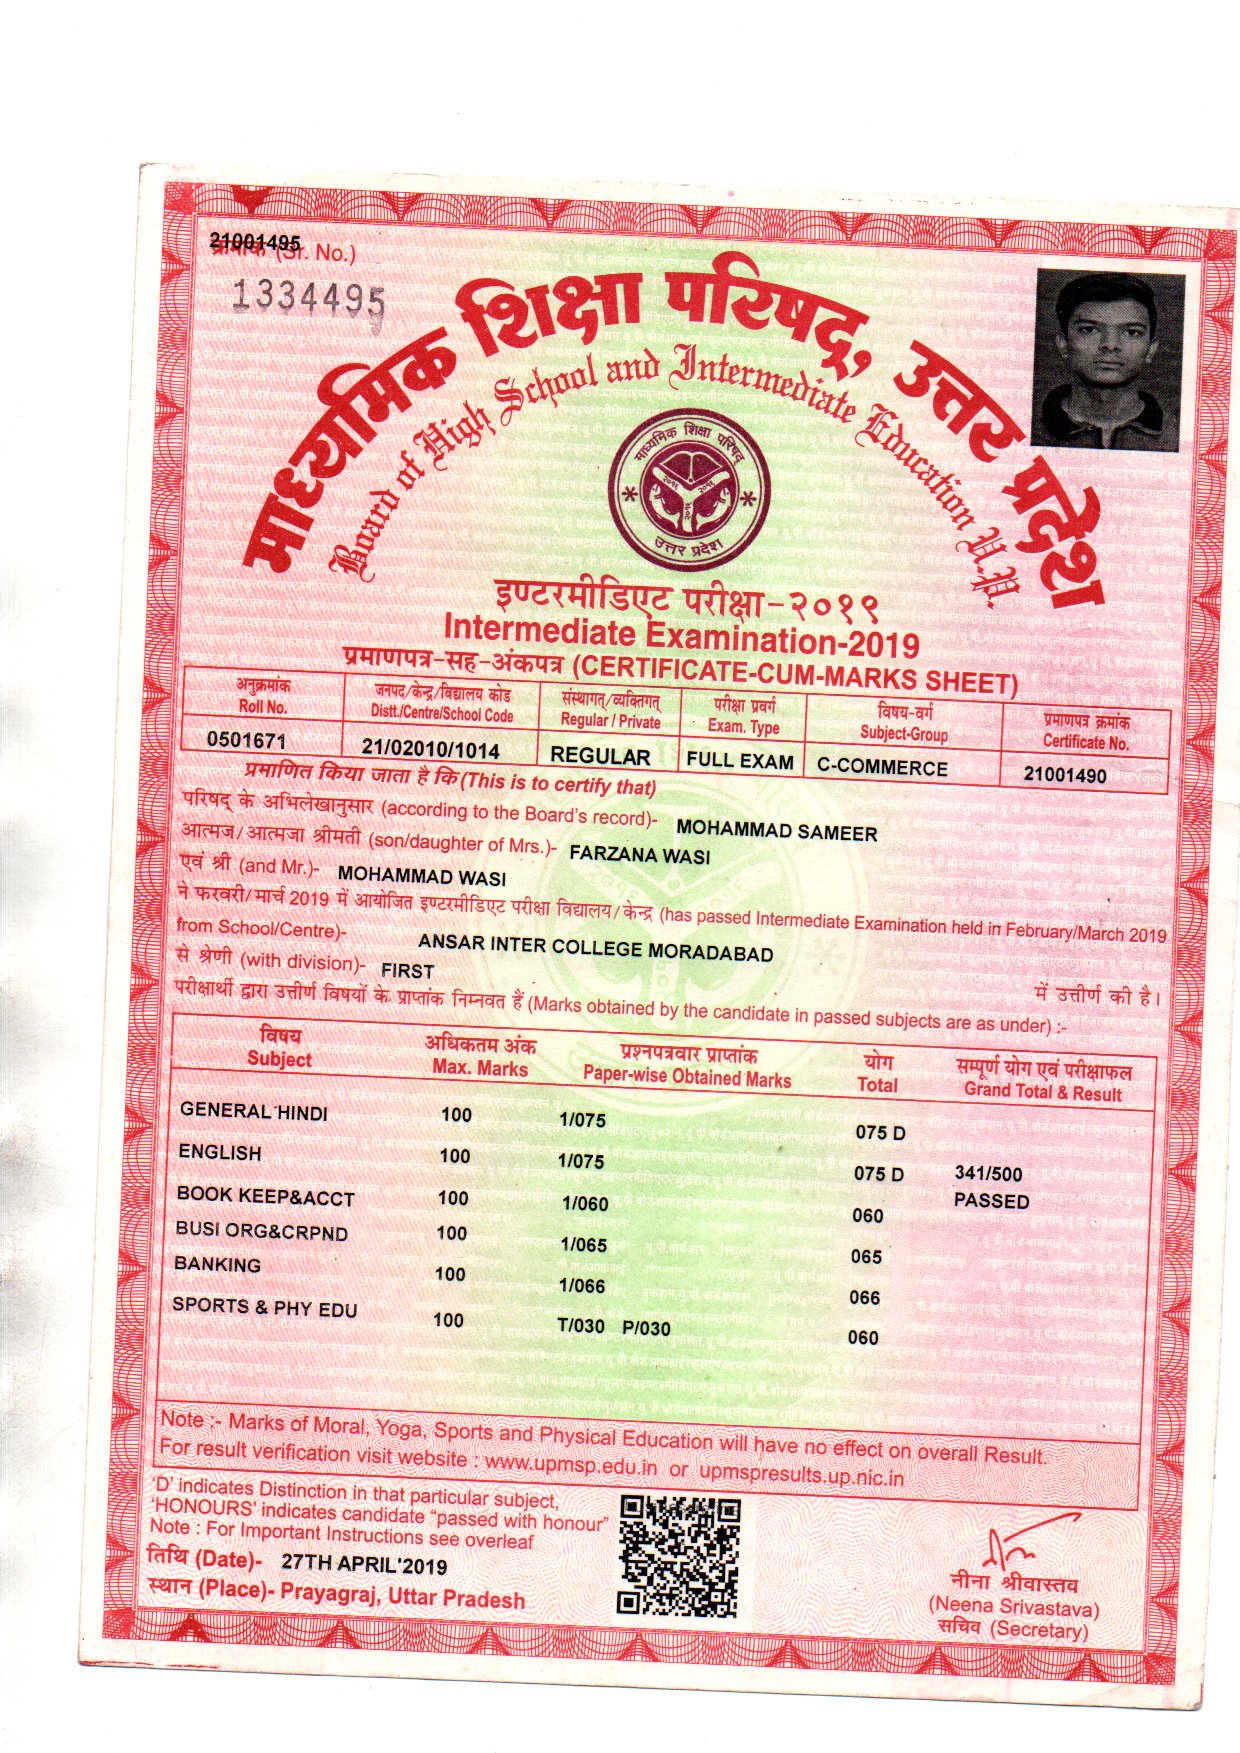 21001495
क्रमांक (Sr. No.)
1334495
माध्यमिक शिक्षा परिषद्, उत्तर प्रदेश
Board of High School and Intermediate Education U.P.
माध्यमिक शिक्षा परिषद्
उत्तर प्रदेश
इण्टरमीडिएट परीक्षा-२०१९
Intermediate Examination-2019
प्रमाणपत्र-सह-अंकपत्र (CERTIFICATE-CUM-MARKS SHEET)
अनुक्रमांक जनपद/केन्द्र/विद्यालय कोड संस्थागत्/व्यक्तिगत् परीक्षा प्रवर्ग विषय-वर्ग प्रमाणपत्र क्रमांक
Roll No. Distt./Centre/School Code Regular / Private Exam. Type Subject-Group Certificate No.
0501671 21/02010/1014 REGULAR FULL EXAM C-COMMERCE 21001490
प्रमाणित किया जाता है कि (This is to certify that)
परिषद् के अभिलेखानुसार (according to the Board's record)- MOHAMMAD SAMEER
आत्मज/आत्मजा श्रीमती (son/daughter of Mrs.)- FARZANA WASI
एवं श्री (and Mr.)- MOHAMMAD WASI
ने फरवरी/मार्च 2019 में आयोजित इण्टरमीडिएट परीक्षा विद्यालय/केन्द्र (has passed Intermediate Examination held in February/March 2019
from School/Centre)- ANSAR INTER COLLEGE MORADABAD
से श्रेणी (with division)- FIRST में उत्तीर्ण की है।
परीक्षार्थी द्वारा उत्तीर्ण विषयों के प्राप्तांक निम्नवत हैं (Marks obtained by the candidate in passed subjects are as under) :-
विषय अधिकतम अंक प्रश्नपत्रवार प्राप्तांक योग सम्पूर्ण योग एवं परीक्षाफल
Subject Max. Marks Paper-wise Obtained Marks Total Grand Total & Result
GENERAL HINDI 100 1/075 075 D
ENGLISH 100 1/075 075 D 341/500
BOOK KEEP&ACCT 100 1/060 060 PASSED
BUSI ORG&CRPND 100 1/065 065
BANKING 100 1/066 066
SPORTS & PHY EDU 100 T/030 P/030 060
Note :- Marks of Moral, Yoga, Sports and Physical Education will have no effect on overall Result.
For result verification visit website : www.upmsp.edu.in or upmspresults.up.nic.in
'D' indicates Distinction in that particular subject,
'HONOURS' indicates candidate "passed with honour"
Note : For Important Instructions see overleaf
तिथि (Date)- 27TH APRIL'2019
स्थान (Place)- Prayagraj, Uttar Pradesh
नीना श्रीवास्तव
(Neena Srivastava)
सचिव (Secretary)